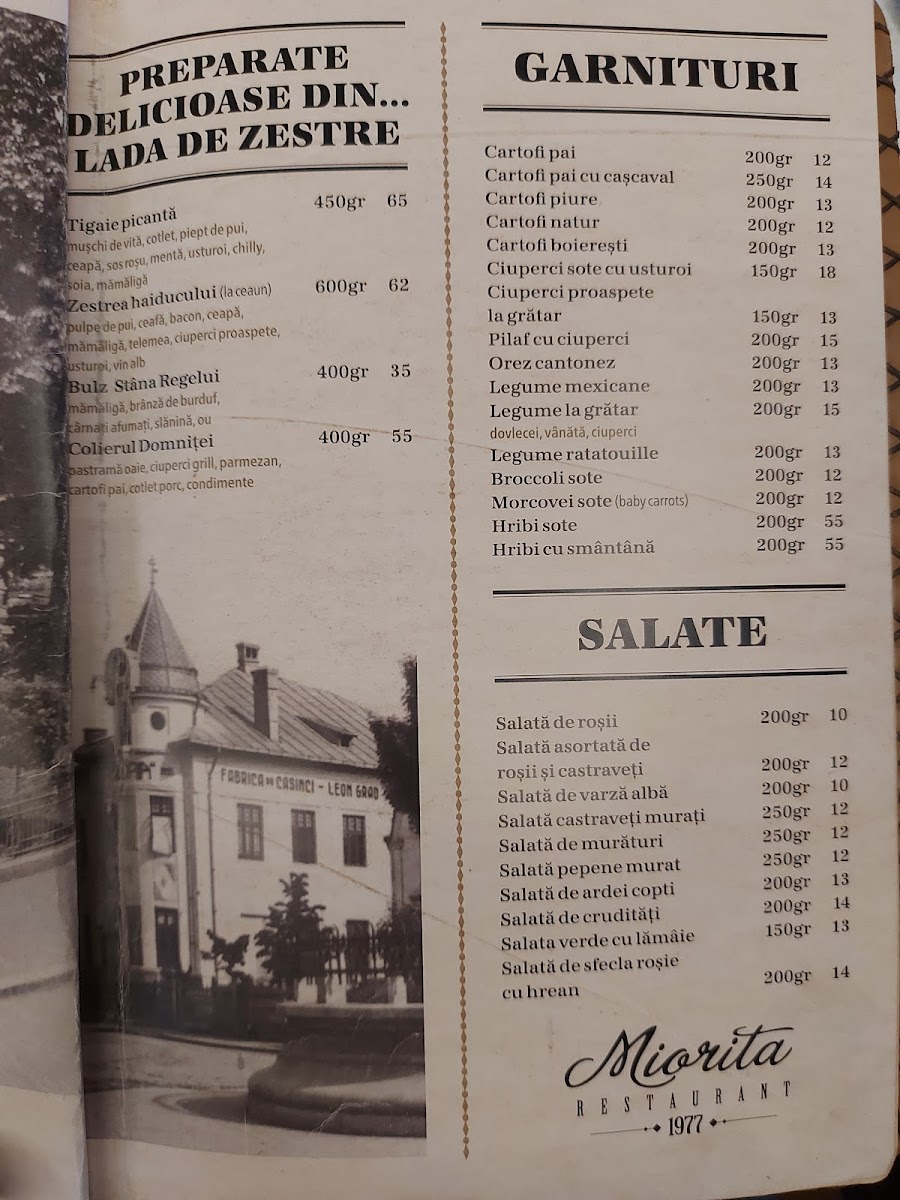 PREPARATE
DELICIOASE DIN...
LADA DE ZESTRE
Tigaie picantă 450gr 65
mușchi de vită, cotlet, piept de pui,
ceapă, sos roșu, mentă, usturoi, chilly,
soia, mămăligă
Zestrea haiducului (la ceaun) 600gr 62
pulpe de pui, ceafă, bacon, ceapă,
mămăligă, telemea, ciuperci proaspete,
usturoi, vin alb
Bulz Stâna Regelui 400gr 35
mămăligă, brânză de burduf,
cârnați afumați, slănină, ou
Colierul Domniței 400gr 55
pastramă oaie, ciuperci grill, parmezan,
cartofi pai, cotlet porc, condimente
FABRICA DE CASINCI - LEON GRAD
GARNITURI
Cartofi pai 200gr 12
Cartofi pai cu cașcaval 250gr 14
Cartofi piure 200gr 13
Cartofi natur 200gr 12
Cartofi boierești 200gr 13
Ciuperci sote cu usturoi 150gr 18
Ciuperci proaspete
la grătar 150gr 13
Pilaf cu ciuperci 200gr 15
Orez cantonez 200gr 13
Legume mexicane 200gr 13
Legume la grătar 200gr 15
dovlecei, vânătă, ciuperci
Legume ratatouille 200gr 13
Broccoli sote 200gr 12
Morcovei sote (baby carrots) 200gr 12
Hribi sote 200gr 55
Hribi cu smântână 200gr 55
SALATE
Salată de roșii 200gr 10
Salată asortată de
roșii și castraveți 200gr 12
Salată de varză albă 200gr 10
Salată castraveți murați 250gr 12
Salată de murături 250gr 12
Salată pepene murat 250gr 12
Salată de ardei copti 200gr 13
Salată de crudități 200gr 14
Salata verde cu lămâie 150gr 13
Salată de sfecla roșie
cu hrean 200gr 14
Miorita
RESTAURANT
1977